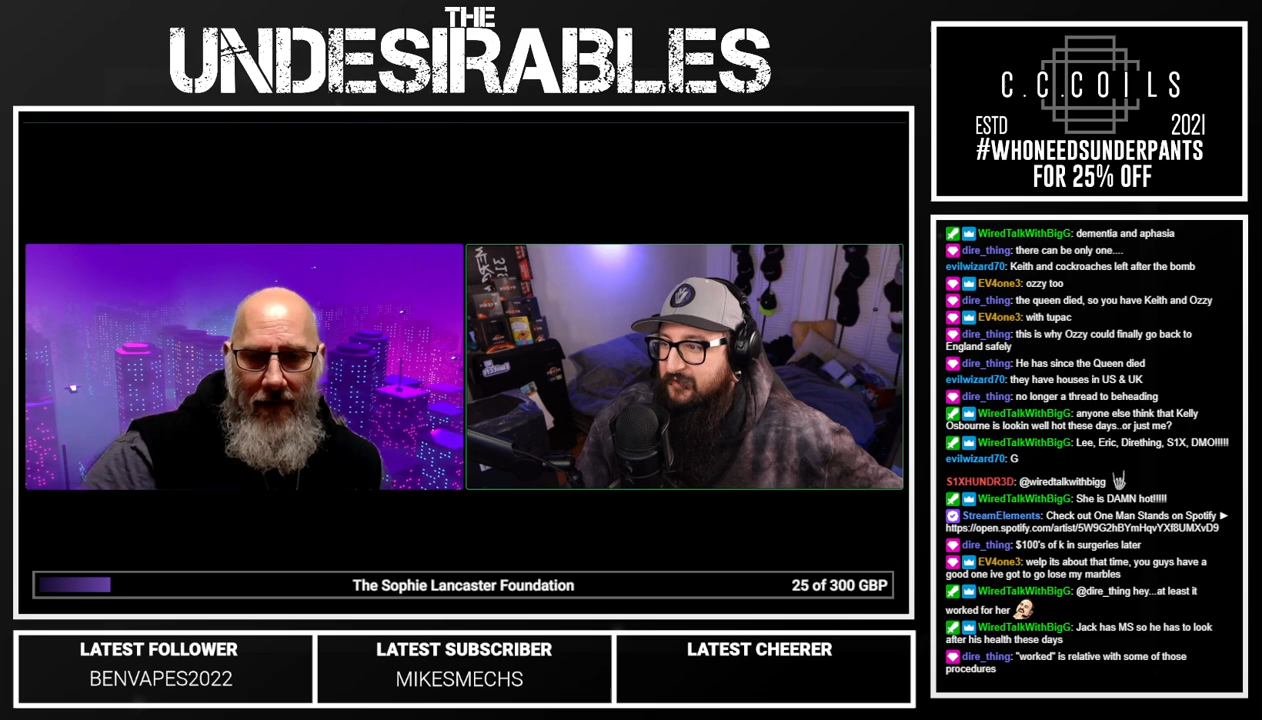 THE
UNDESIRABLES
C.C.COILS
ESTD 2021
#WHONEEDSUNDERPANTS
FOR 25% OFF
WiredTalkWithBigG: dementia and aphasia
dire_thing: there can be only one....
evilwizard70: Keith and cockroaches left after the bomb
EV4one3: ozzy too
dire_thing: the queen died, so you have Keith and Ozzy
EV4one3: with tupac
dire_thing: this is why Ozzy could finally go back to
England safely
dire_thing: He has since the Queen died
evilwizard70: they have houses in US & UK
dire_thing: no longer a thread to beheading
WiredTalkWithBigG: anyone else think that Kelly
Osbourne is lookin well hot these days..or just me?
WiredTalkWithBigG: Lee, Eric, Dirething, S1X, DMO!!!!!
evilwizard70: G
S1XHUNDR3D: @wiredtalkwithbigg
WiredTalkWithBigG: She is DAMN hot!!!!!
StreamElements: Check out One Man Stands on Spotify ►
https://open.spotify.com/artist/5W9G2hBYmHqvYXf8UMXvD9
dire_thing: $100's of k in surgeries later
EV4one3: welp its about that time, you guys have a
good one ive got to go lose my marbles
WiredTalkWithBigG: @dire_thing hey...at least it
worked for her
WiredTalkWithBigG: Jack has MS so he has to look
after his health these days
dire_thing: "worked" is relative with some of those
procedures
The Sophie Lancaster Foundation 25 of 300 GBP
LATEST FOLLOWER
BENVAPES2022
LATEST SUBSCRIBER
MIKESMECHS
LATEST CHEERER